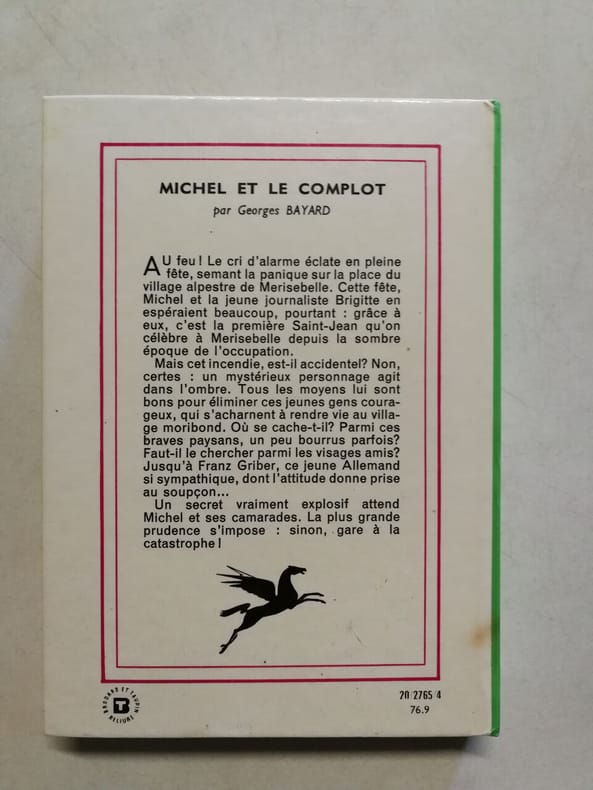 MICHEL ET LE COMPLOT
par Georges BAYARD
AU feu ! Le cri d'alarme éclate en pleine
fête, semant la panique sur la place du
village alpestre de Merisebelle. Cette fête,
Michel et la jeune journaliste Brigitte en
espéraient beaucoup, pourtant : grâce à
eux, c'est la première Saint-Jean qu'on
célèbre à Merisebelle depuis la sombre
époque de l'occupation.
Mais cet incendie, est-il accidentel? Non,
certes : un mystérieux personnage agit
dans l'ombre. Tous les moyens lui sont
bons pour éliminer ces jeunes gens coura-
geux, qui s'acharnent à rendre vie au villa-
ge moribond. Où se cache-t-il? Parmi ces
braves paysans, un peu bourrus parfois?
Faut-il le chercher parmi les visages amis?
Jusqu'à Franz Griber, ce jeune Allemand
si sympathique, dont l'attitude donne prise
au soupçon...
Un secret vraiment explosif attend
Michel et ses camarades. La plus grande
prudence s'impose : sinon, gare à la
catastrophe !
BRODARD ET TAUPIN
RELIURE
BT
20 2765 4
76.9